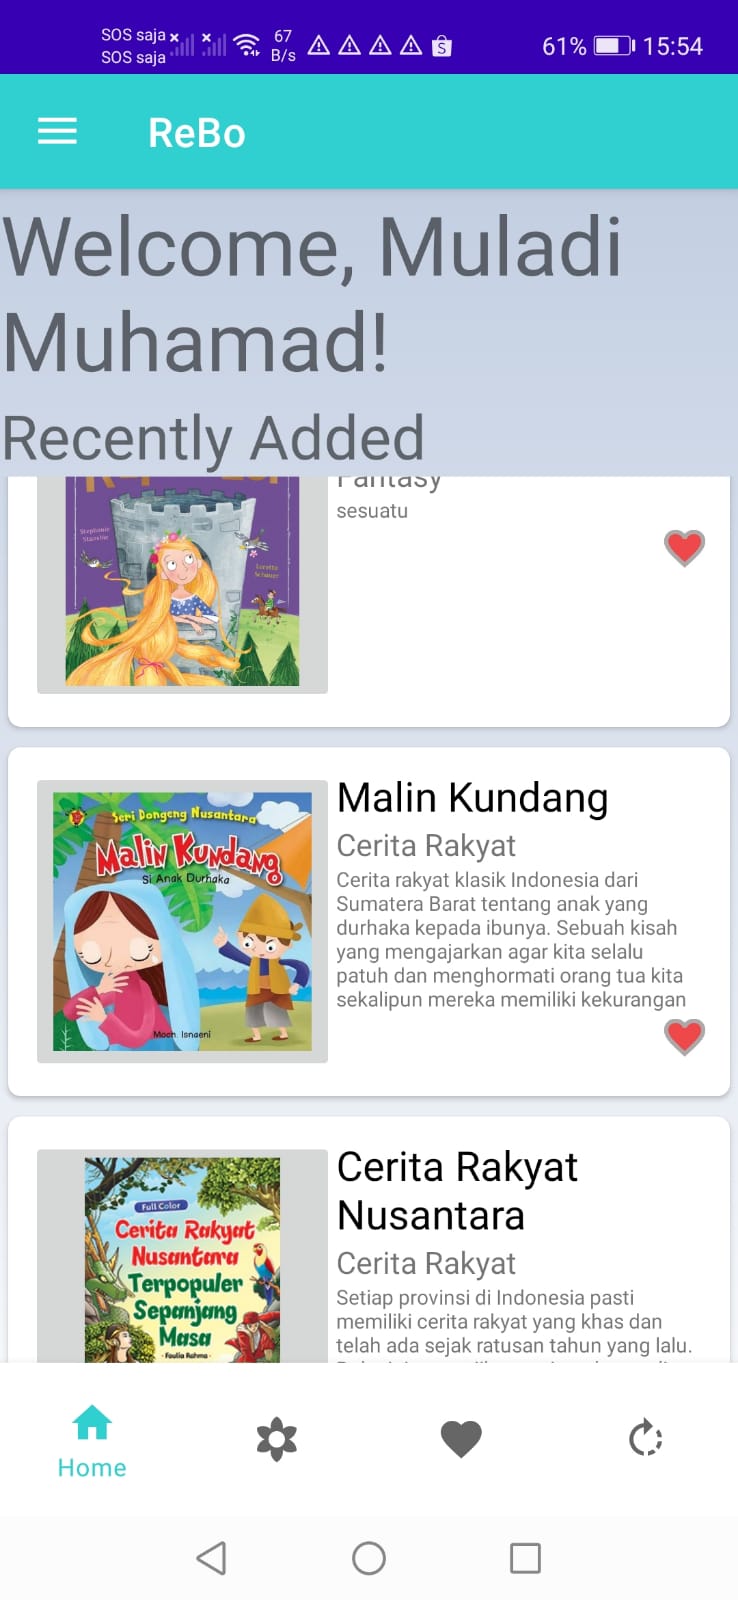 SOS saja
SOS saja
67
B/s
S
61%
15:54
ReBo
Welcome, Muladi
Muhamad!
Recently Added
Fantasy
sesuatu
Stephanie
Stansbie
Loretta
Schauer
Malin Kundang
Cerita Rakyat
Cerita rakyat klasik Indonesia dari
Sumatera Barat tentang anak yang
durhaka kepada ibunya. Sebuah kisah
yang mengajarkan agar kita selalu
patuh dan menghormati orang tua kita
sekalipun mereka memiliki kekurangan
Seri Dongeng Nusantara
Malin Kundang
Si Anak Durhaka
Moch. Isnaeni
Cerita Rakyat
Nusantara
Cerita Rakyat
Setiap provinsi di Indonesia pasti
memiliki cerita rakyat yang khas dan
telah ada sejak ratusan tahun yang lalu.
Full Color
Cerita Rakyat
Nusantara
Terpopuler
Sepanjang
Masa
- Faulia Rahma -
Home